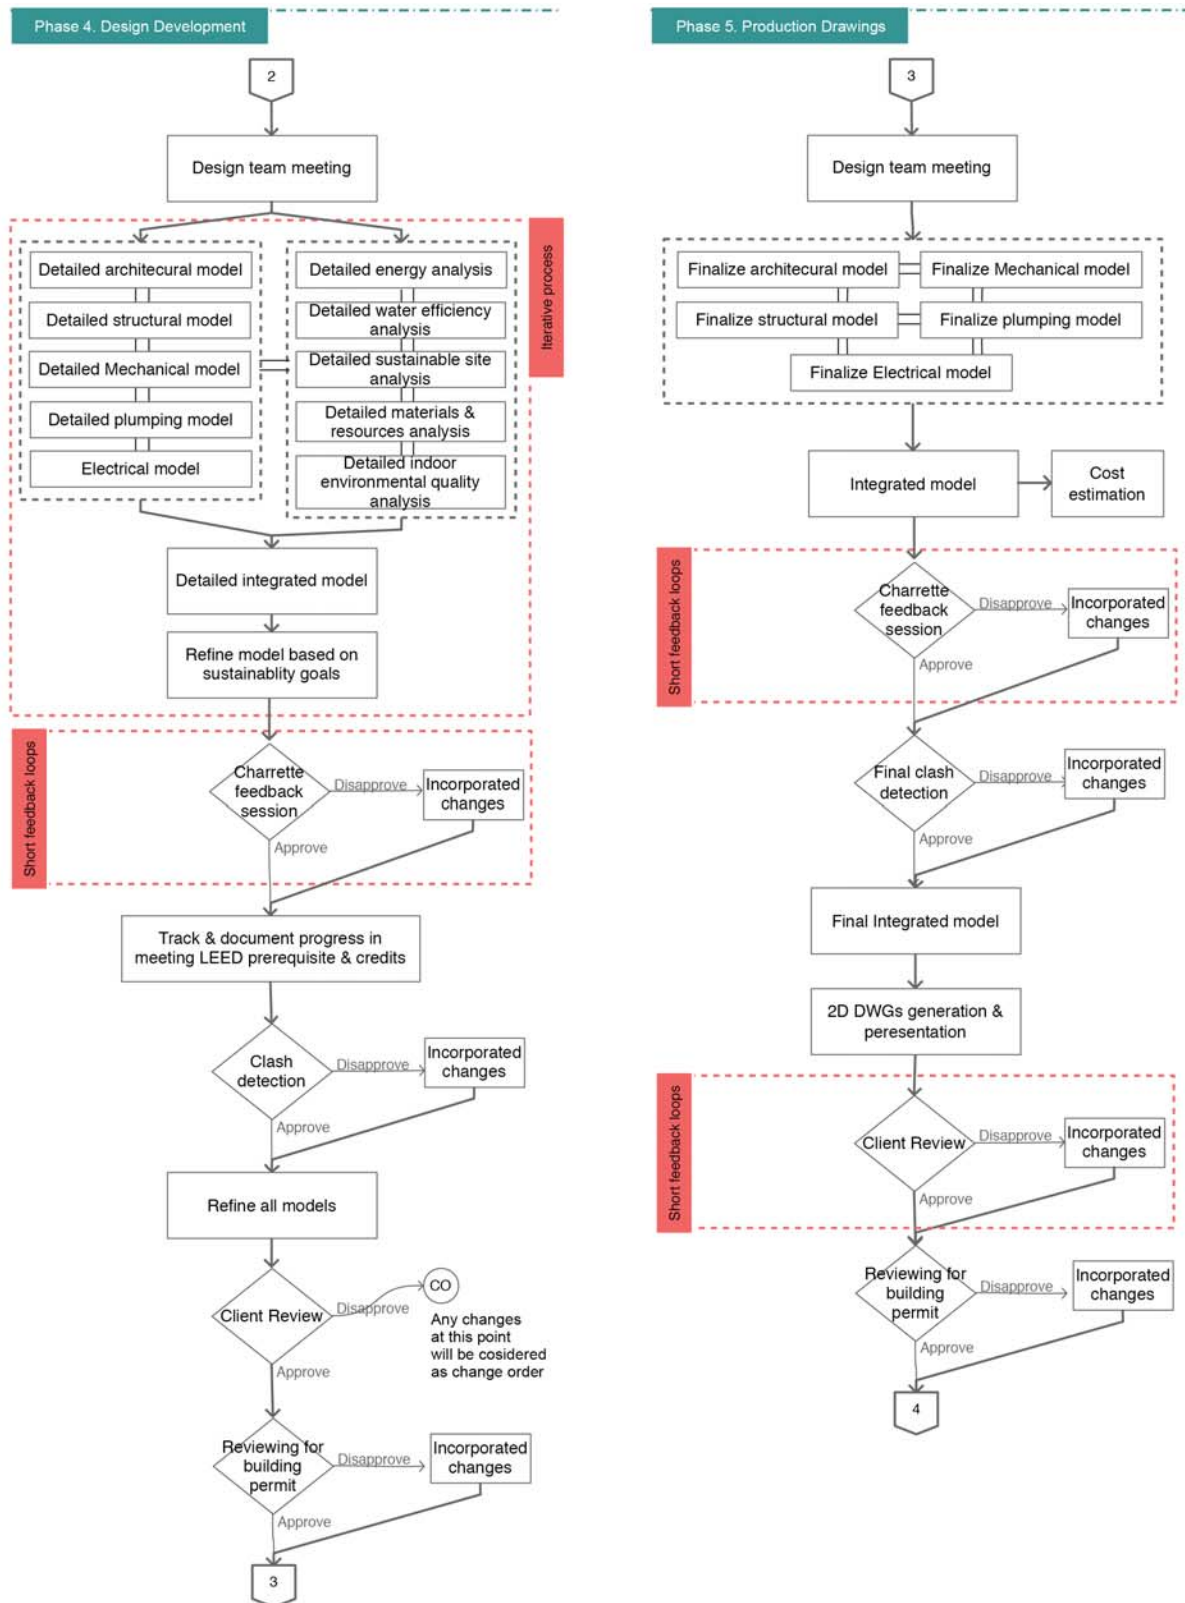 Phase 4. Design Development
2
Design team meeting
Iterative process
Detailed architecural model
Detailed structural model
Detailed Mechanical model
Detailed plumping model
Electrical model
Detailed energy analysis
Detailed water efficiency
analysis
Detailed sustainable site
analysis
Detailed materials &
resources analysis
Detailed indoor
environmental quality
analysis
Detailed integrated model
Refine model based on
sustainablity goals
Short feedback loops
Charrette
feedback
session
Disapprove
Incorporated
changes
Approve
Track & document progress in
meeting LEED prerequisite & credits
Clash
detection
Disapprove
Incorporated
changes
Approve
Refine all models
Client Review
Disapprove
CO
Any changes
at this point
will be cosidered
as change order
Approve
Reviewing for
building
permit
Disapprove
Incorporated
changes
Approve
3
Phase 5. Production Drawings
3
Design team meeting
Finalize architecural model
Finalize Mechanical model
Finalize structural model
Finalize plumping model
Finalize Electrical model
Integrated model
Cost
estimation
Short feedback loops
Charrette
feedback
session
Disapprove
Incorporated
changes
Approve
Final clash
detection
Disapprove
Incorporated
changes
Approve
Final Integrated model
2D DWGs generation &
peresentation
Short feedback loops
Client Review
Disapprove
Incorporated
changes
Approve
Reviewing for
building
permit
Disapprove
Incorporated
changes
Approve
4